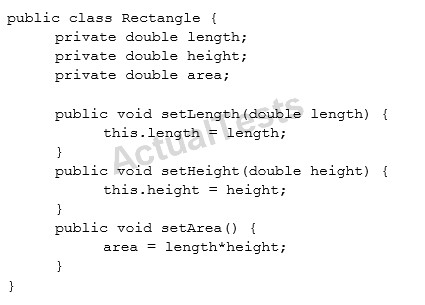 public class Rectangle {
private double length;
private double height;
private double area;
public void setLength(double length) {
this.length = length;
}
public void setHeight(double height) {
this.height = height;
}
public void setArea() {
area = length*height;
}
}
ActualTests